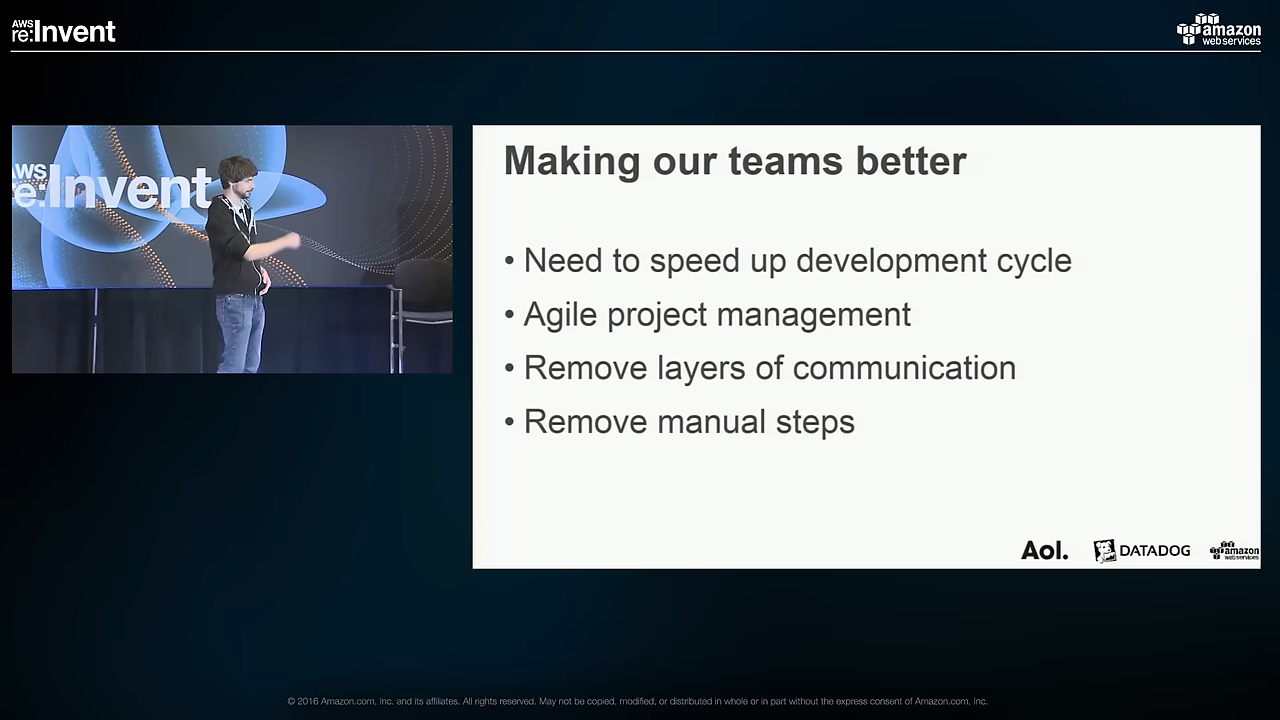 AWS
re:Invent
amazon
web services
AWS
re:Invent
Making our teams better
• Need to speed up development cycle
• Agile project management
• Remove layers of communication
• Remove manual steps
Aol.
DATADOG
amazon
web services
© 2016 Amazon.com, Inc. and its affiliates. All rights reserved. May not be copied, modified, or distributed in whole or in part without the express consent of Amazon.com, Inc.